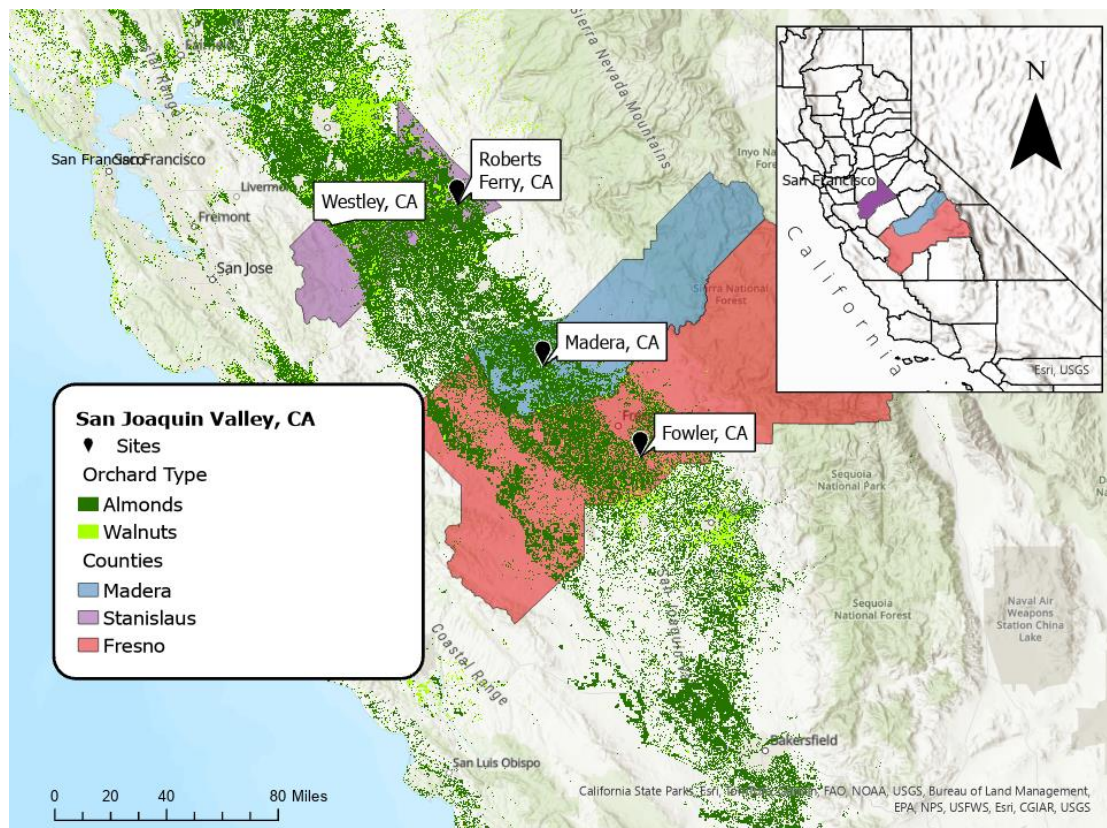 Sierra Nevada Mountains
Inyo National
San Francisco
San Francisco
Livermore
Fremont
San Jose
Westley, CA
Roberts
Ferry, CA
Madera, CA
Fowler, CA
Sierra National
Forest
Sequoia
National Park
Sequoia
National Forest
Naval Air
Weapons
Station China
Lake
Coastal Range
Bakersfield
San Luis Obispo
N
San Francisco
California
Esri, USGS
San Joaquin Valley, CA
Sites
Orchard Type
Almonds
Walnuts
Counties
Madera
Stanislaus
Fresno
0 20 40 80 Miles
California State Parks, Esri, FAO, NOAA, USGS, Bureau of Land Management,
EPA, NPS, USFWS, Esri, CGIAR, USGS